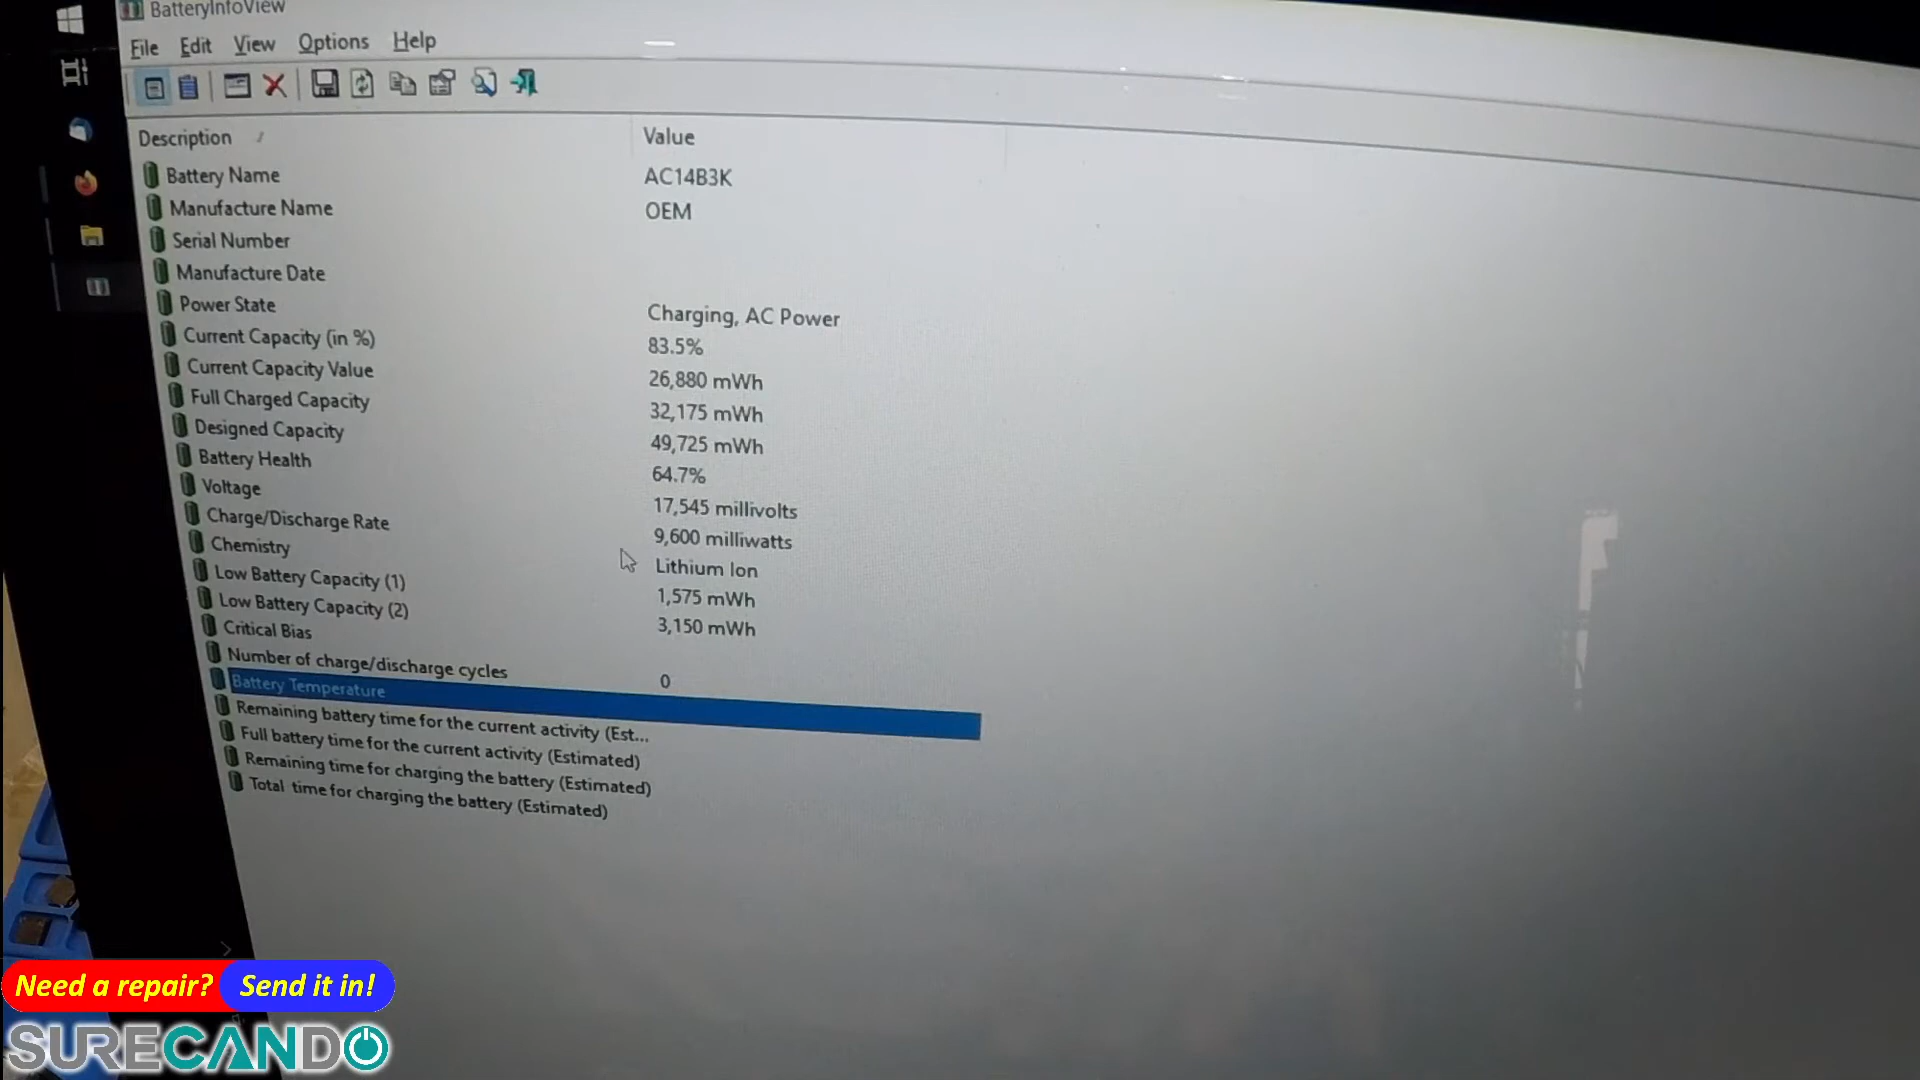 BatteryInfoView
File Edit View Options Help
Description Value
Battery Name AC14B3K
Manufacture Name OEM
Serial Number
Manufacture Date
Power State Charging, AC Power
Current Capacity (in %) 83.5%
Current Capacity Value 26,880 mWh
Full Charged Capacity 32,175 mWh
Designed Capacity 49,725 mWh
Battery Health 64.7%
Voltage 17,545 millivolts
Charge/Discharge Rate 9,600 milliwatts
Chemistry Lithium Ion
Low Battery Capacity (1) 1,575 mWh
Low Battery Capacity (2) 3,150 mWh
Critical Bias
Number of charge/discharge cycles 0
Battery Temperature
Remaining battery time for the current activity (Est...
Full battery time for the current activity (Estimated)
Remaining time for charging the battery (Estimated)
Total time for charging the battery (Estimated)
Need a repair? Send it in!
SURECANDO